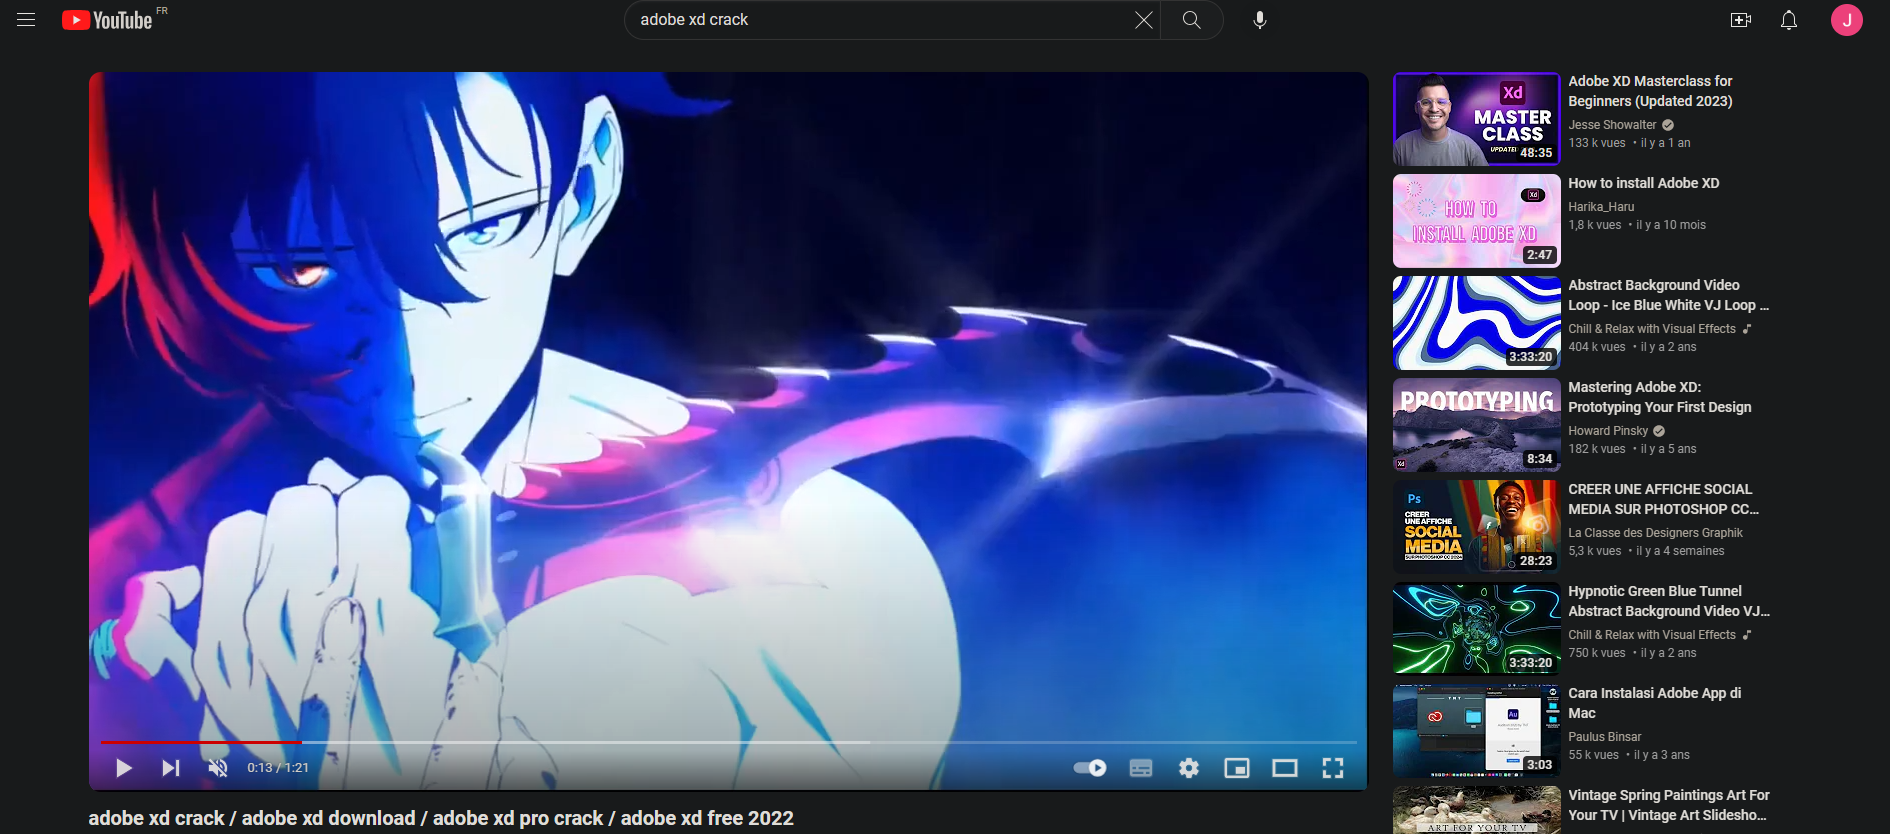 YouTube FR
adobe xd crack
J
0:13 / 1:21
adobe xd crack / adobe xd download / adobe xd pro crack / adobe xd free 2022
Xd
MASTER
CLASS
UPDATE
48:35
Adobe XD Masterclass for
Beginners (Updated 2023)
Jesse Showalter
133 k vues • il y a 1 an
Xd
HOW TO
INSTALL ADOBE XD
2:47
How to install Adobe XD
Harika_Haru
1,8 k vues • il y a 10 mois
3:33:20
Abstract Background Video
Loop - Ice Blue White VJ Loop ...
Chill & Relax with Visual Effects
404 k vues • il y a 2 ans
PROTOTYPING
Xd
8:34
Mastering Adobe XD:
Prototyping Your First Design
Howard Pinsky
182 k vues • il y a 5 ans
Ps
CREER
UNE AFFICHE
SOCIAL
MEDIA
SUR PHOTOSHOP CC 2024
28:23
CREER UNE AFFICHE SOCIAL
MEDIA SUR PHOTOSHOP CC...
La Classe des Designers Graphik
5,3 k vues • il y a 4 semaines
3:33:20
Hypnotic Green Blue Tunnel
Abstract Background Video VJ...
Chill & Relax with Visual Effects
750 k vues • il y a 2 ans
TNT
Au
3:03
Cara Instalasi Adobe App di
Mac
Paulus Binsar
55 k vues • il y a 3 ans
ART FOR YOUR TV
Vintage Spring Paintings Art For
Your TV | Vintage Art Slidesho...